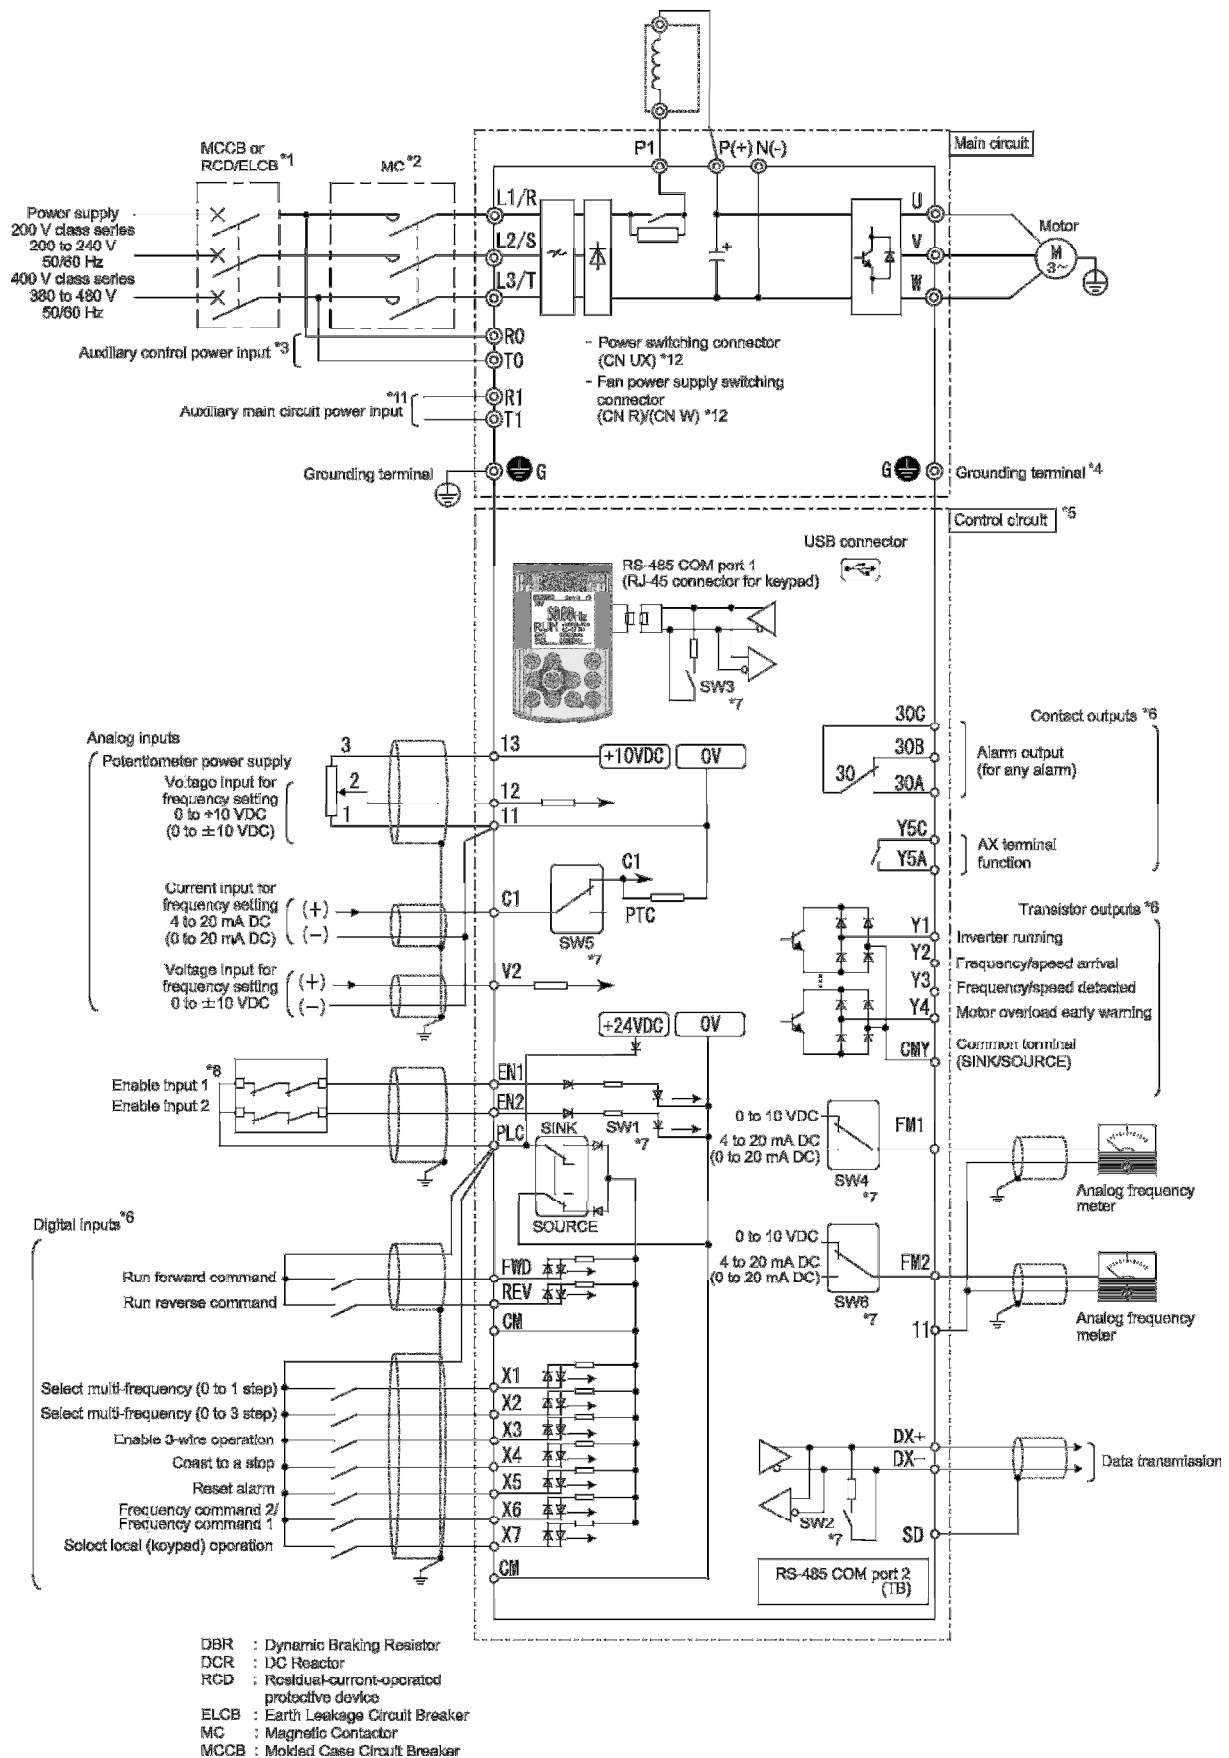 P1
P(+)
N(-)
Main circuit
MCCB or
RCD/ELCB *1
MC *2
Power supply
200 V class series
200 to 240 V
50/60 Hz
400 V class series
380 to 480 V
50/60 Hz
L1/R
L2/S
L3/T
U
V
W
Motor
M
3~
Auxiliary control power input *3
R0
T0
*11
Auxiliary main circuit power input
R1
T1
- Power switching connector
(CN UX) *12
- Fan power supply switching
connector
(CN R)/(CN W) *12
Grounding terminal
G
G
Grounding terminal *4
Control circuit *5
USB connector
RS-485 COM port 1
(RJ-45 connector for keypad)
50.00Hz
RUN
SW3
*7
Analog inputs
Potentiometer power supply
Voltage input for
frequency setting
0 to +10 VDC
(0 to ±10 VDC)
3
2
1
13
12
11
+10VDC
0V
Current input for
frequency setting
4 to 20 mA DC
(0 to 20 mA DC)
(+)
(−)
C1
C1
PTC
SW5
*7
Voltage input for
frequency setting
0 to ±10 VDC
(+)
(−)
V2
+24VDC
0V
30C
30B
30
30A
Contact outputs *6
Alarm output
(for any alarm)
Y5C
Y5A
AX terminal
function
Transistor outputs *6
Y1
Inverter running
Y2
Frequency/speed arrival
Y3
Frequency/speed detected
Y4
Motor overload early warning
CMY
Common terminal
(SINK/SOURCE)
Enable Input 1 *8
Enable Input 2
EN1
EN2
PLC
SINK
SW1
*7
SOURCE
0 to 10 VDC
4 to 20 mA DC
(0 to 20 mA DC)
SW4
*7
FM1
Analog frequency
meter
0 to 10 VDC
4 to 20 mA DC
(0 to 20 mA DC)
SW6
*7
FM2
11
Analog frequency
meter
Digital inputs *6
Run forward command
FWD
Run reverse command
REV
CM
Select multi-frequency (0 to 1 step)
X1
Select multi-frequency (0 to 3 step)
X2
Enable 3-wire operation
X3
Coast to a stop
X4
Reset alarm
X5
Frequency command 2/
Frequency command 1
X6
Select local (keypad) operation
X7
CM
DX+
DX−
Data transmission
SW2
*7
SD
RS-485 COM port 2
(TB)
DBR : Dynamic Braking Resistor
DCR : DC Reactor
RCD : Residual-current-operated
protective device
ELCB : Earth Leakage Circuit Breaker
MC : Magnetic Contactor
MCCB : Molded Case Circuit Breaker